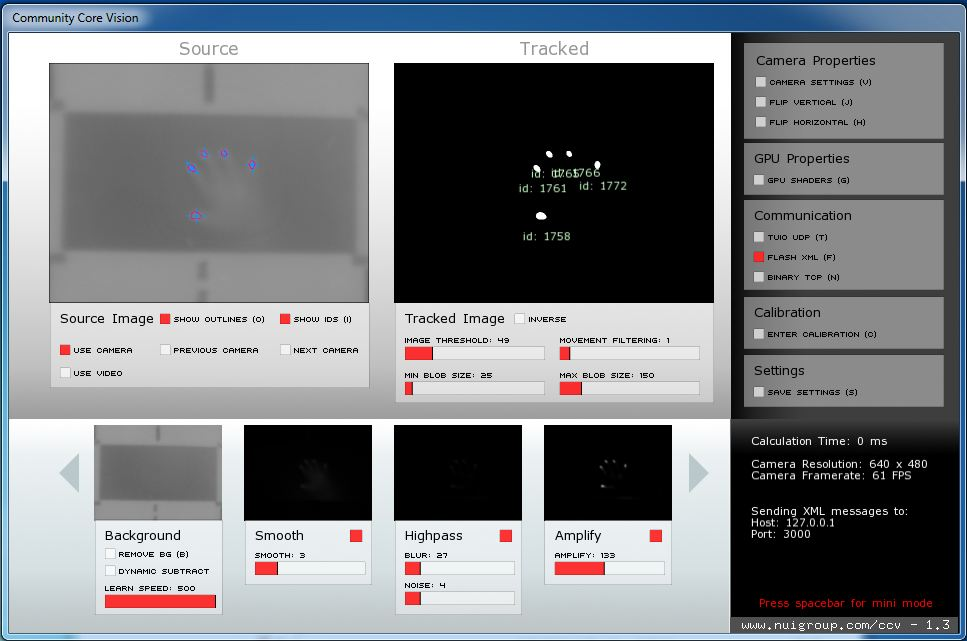 Community Core Vision
Source
Tracked
id: 1765
id: 1766
id: 1761
id: 1772
id: 1758
Source Image
SHOW OUTLINES (O)
SHOW IDS (I)
USE CAMERA
PREVIOUS CAMERA
NEXT CAMERA
USE VIDEO
Tracked Image
INVERSE
IMAGE THRESHOLD: 49
MOVEMENT FILTERING: 1
MIN BLOB SIZE: 25
MAX BLOB SIZE: 150
Camera Properties
CAMERA SETTINGS (V)
FLIP VERTICAL (J)
FLIP HORIZONTAL (H)
GPU Properties
GPU SHADERS (G)
Communication
TUIO UDP (T)
FLASH XML (F)
BINARY TCP (N)
Calibration
ENTER CALIBRATION (C)
Settings
SAVE SETTINGS (S)
Background
REMOVE BG (B)
DYNAMIC SUBTRACT
LEARN SPEED: 500
Smooth
SMOOTH: 3
Highpass
BLUR: 27
NOISE: 4
Amplify
AMPLIFY: 133
Calculation Time: 0 ms
Camera Resolution: 640 x 480
Camera Framerate: 61 FPS
Sending XML messages to:
Host: 127.0.0.1
Port: 3000
Press spacebar for mini mode
www.nuigroup.com/ccv - 1.3